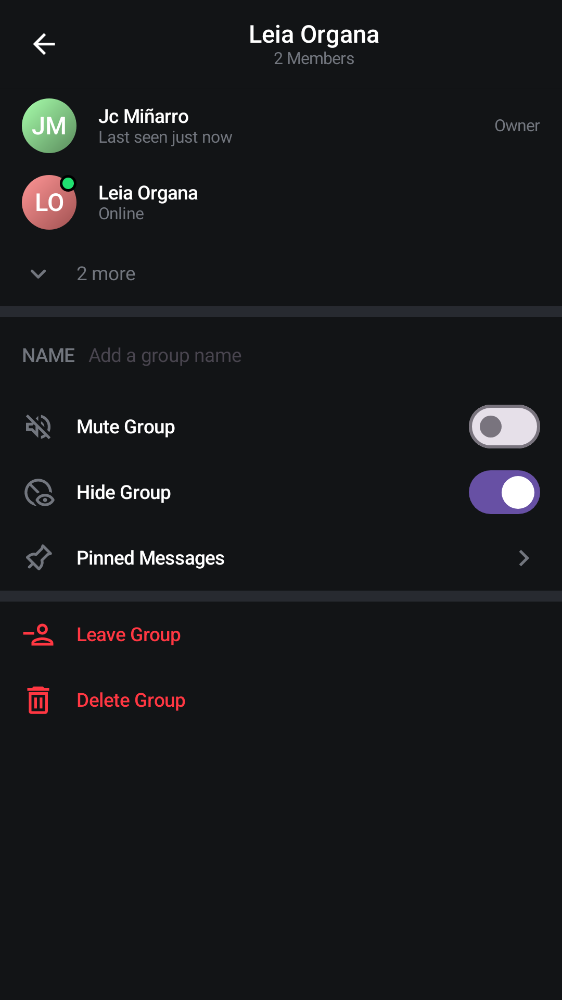 Leia Organa
2 Members
JM
Jc Miñarro
Last seen just now
Owner
LO
Leia Organa
Online
2 more
NAME Add a group name
Mute Group
Hide Group
Pinned Messages
Leave Group
Delete Group